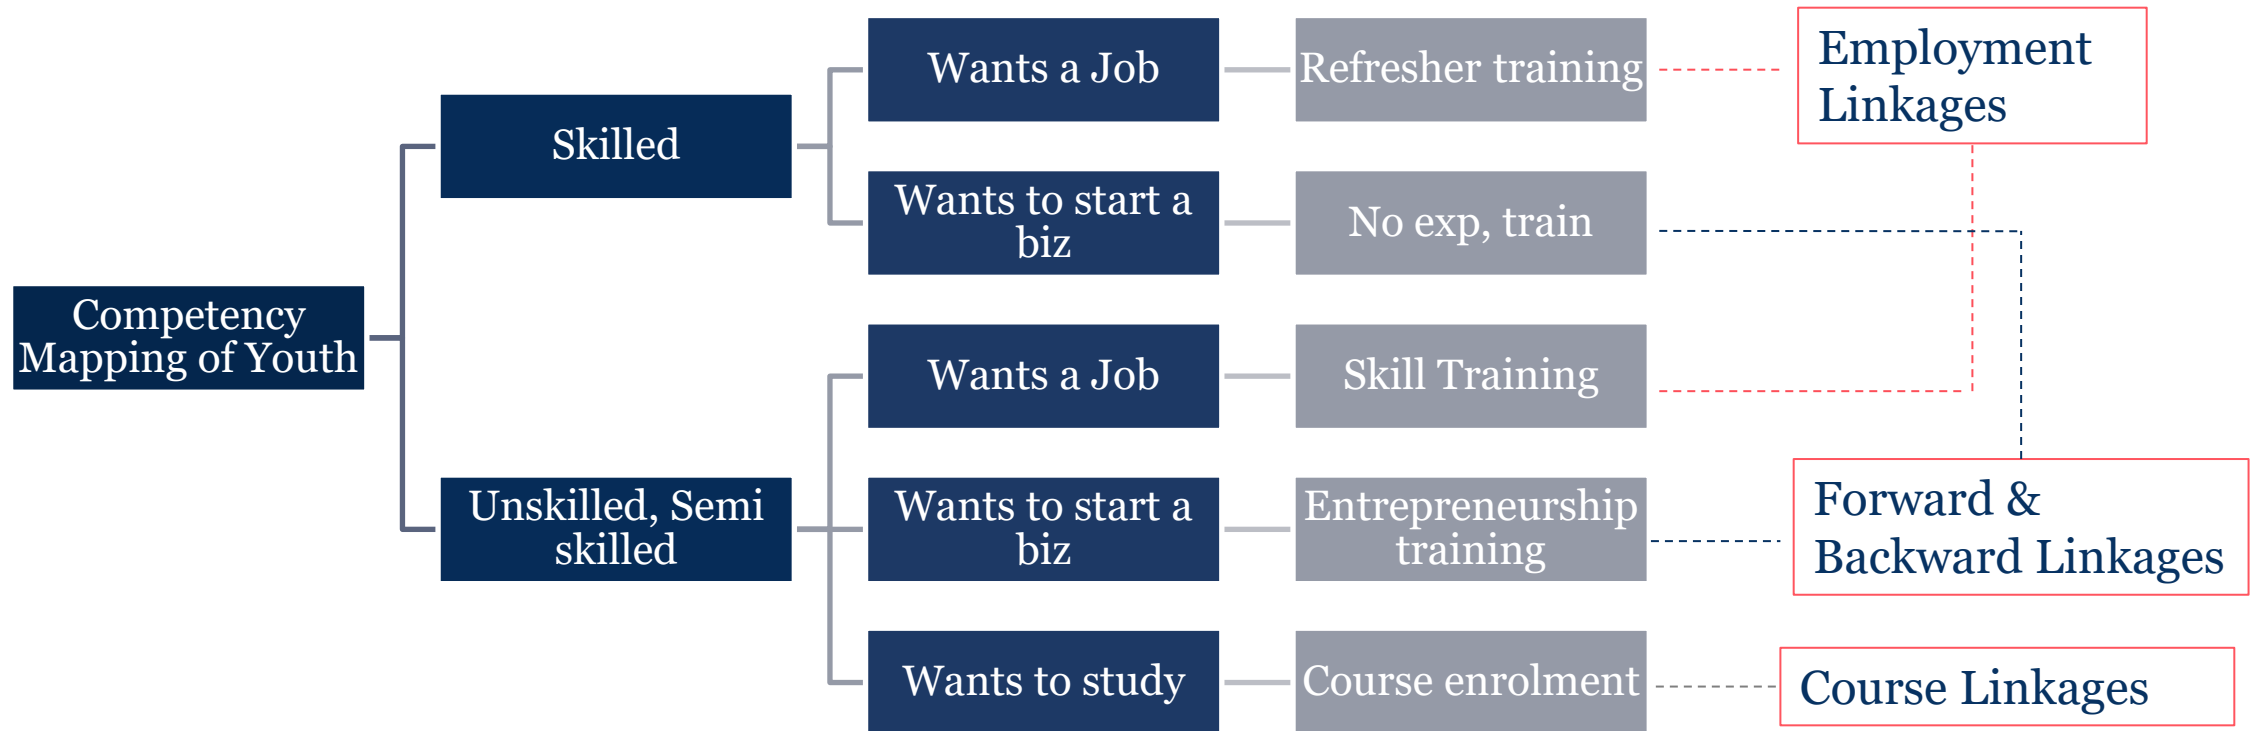 Competency
Mapping of Youth
Skilled
Unskilled, Semi
skilled
Wants a Job
Wants to start a
biz
Wants a Job
Wants to start a
biz
Wants to study
Refresher training
No exp, train
Skill Training
Entrepreneurship
training
Course enrolment
Employment
Linkages
Forward &
Backward Linkages
Course Linkages